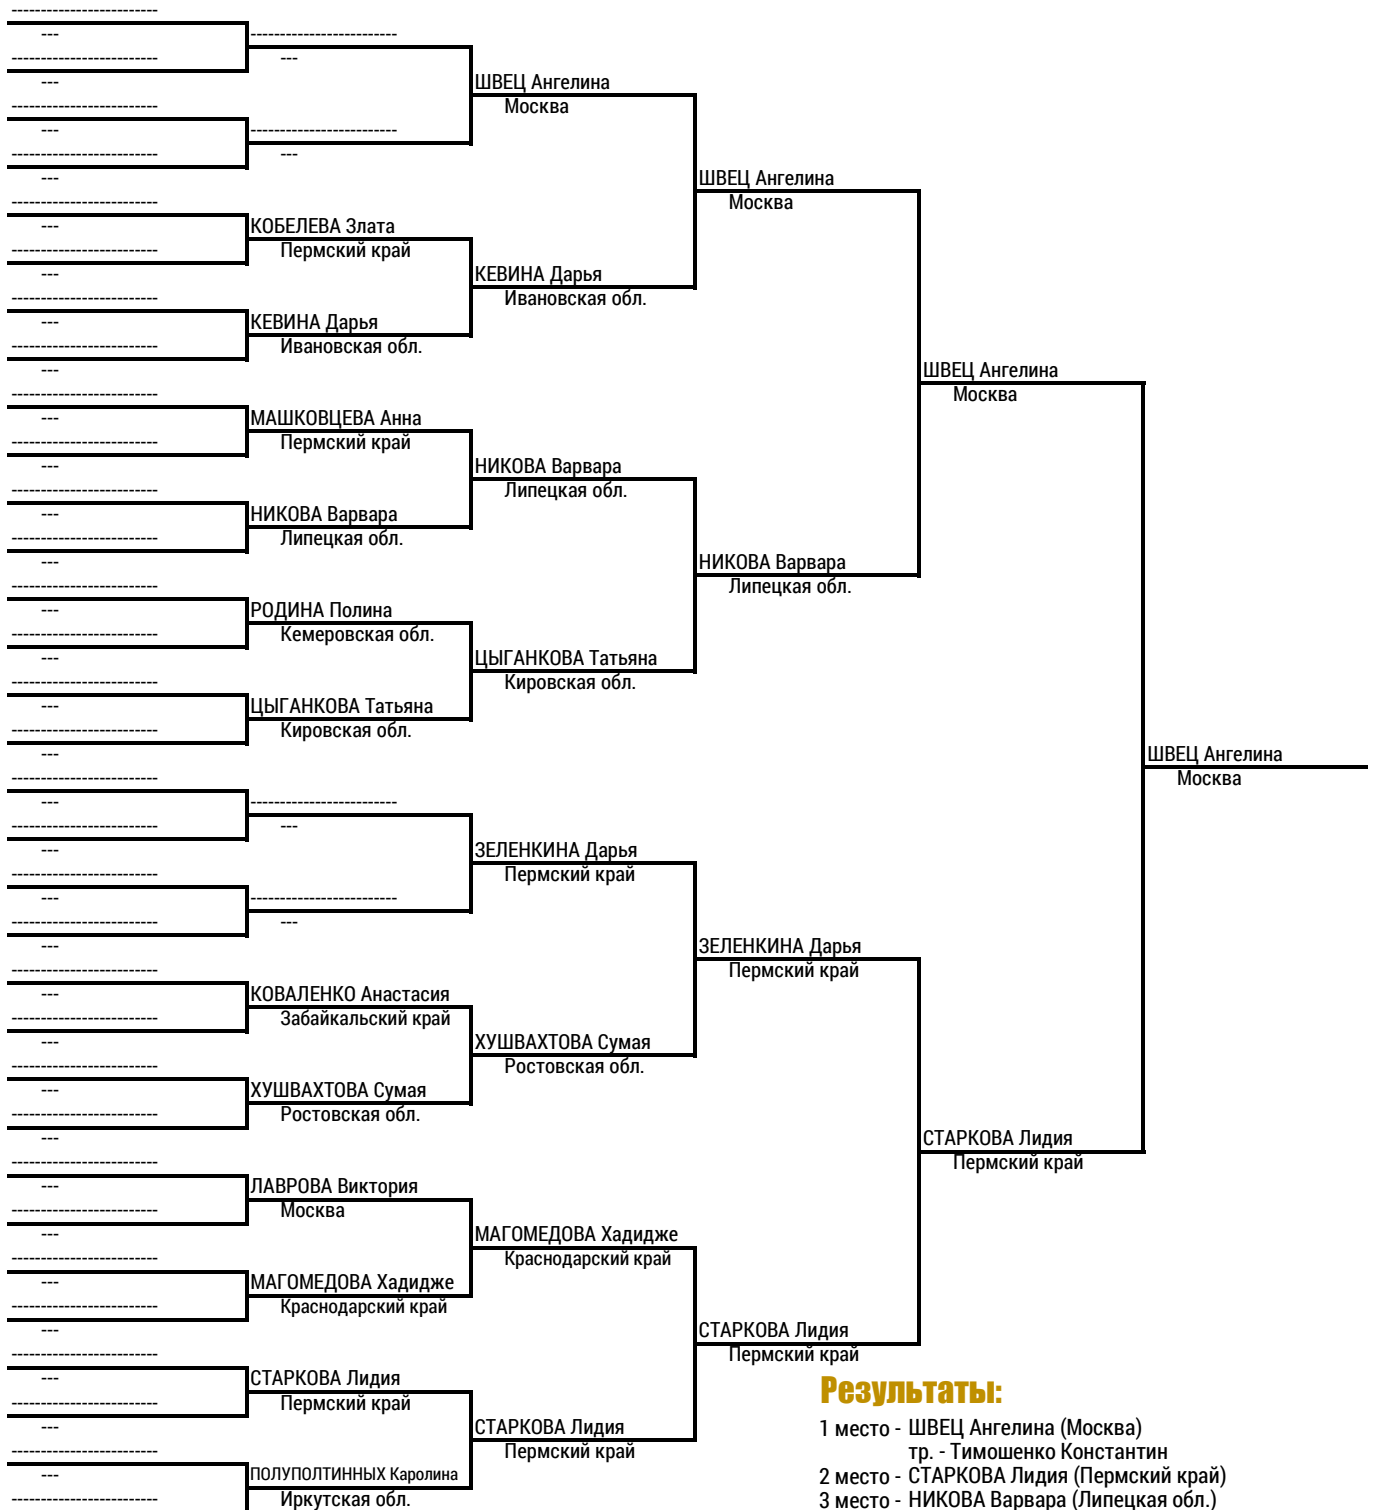 -------------------------
---
-------------------------
---
-------------------------
---
-------------------------
---
-------------------------
---
-------------------------
---
-------------------------
---
-------------------------
---
-------------------------
---
-------------------------
---
-------------------------
---
-------------------------
---
-------------------------
---
-------------------------
---
-------------------------
---
-------------------------
---
-------------------------
---
-------------------------
---
-------------------------
---
-------------------------
---
-------------------------
---
-------------------------
---
-------------------------
---
-------------------------
---
-------------------------
---
-------------------------
---
-------------------------
---
-------------------------
---
-------------------------
---
-------------------------
---
-------------------------
---
-------------------------
-------------------------
---
-------------------------
---
КОБЕЛЕВА Злата
Пермский край
КЕВИНА Дарья
Ивановская обл.
МАШКОВЦЕВА Анна
Пермский край
НИКОВА Варвара
Липецкая обл.
РОДИНА Полина
Кемеровская обл.
ЦЫГАНКОВА Татьяна
Кировская обл.
-------------------------
---
-------------------------
---
КОВАЛЕНКО Анастасия
Забайкальский край
ХУШВАХТОВА Сумая
Ростовская обл.
ЛАВРОВА Виктория
Москва
МАГОМЕДОВА Хадидже
Краснодарский край
СТАРКОВА Лидия
Пермский край
ПОЛУПОЛТИННЫХ Каролина
Иркутская обл.
ШВЕЦ Ангелина
Москва
КЕВИНА Дарья
Ивановская обл.
НИКОВА Варвара
Липецкая обл.
ЦЫГАНКОВА Татьяна
Кировская обл.
ЗЕЛЕНКИНА Дарья
Пермский край
ХУШВАХТОВА Сумая
Ростовская обл.
МАГОМЕДОВА Хадидже
Краснодарский край
СТАРКОВА Лидия
Пермский край
ШВЕЦ Ангелина
Москва
НИКОВА Варвара
Липецкая обл.
ЗЕЛЕНКИНА Дарья
Пермский край
СТАРКОВА Лидия
Пермский край
ШВЕЦ Ангелина
Москва
СТАРКОВА Лидия
Пермский край
ШВЕЦ Ангелина
Москва
Результаты:
1 место - ШВЕЦ Ангелина (Москва)
тр. - Тимошенко Константин
2 место - СТАРКОВА Лидия (Пермский край)
3 место - НИКОВА Варвара (Липецкая обл.)